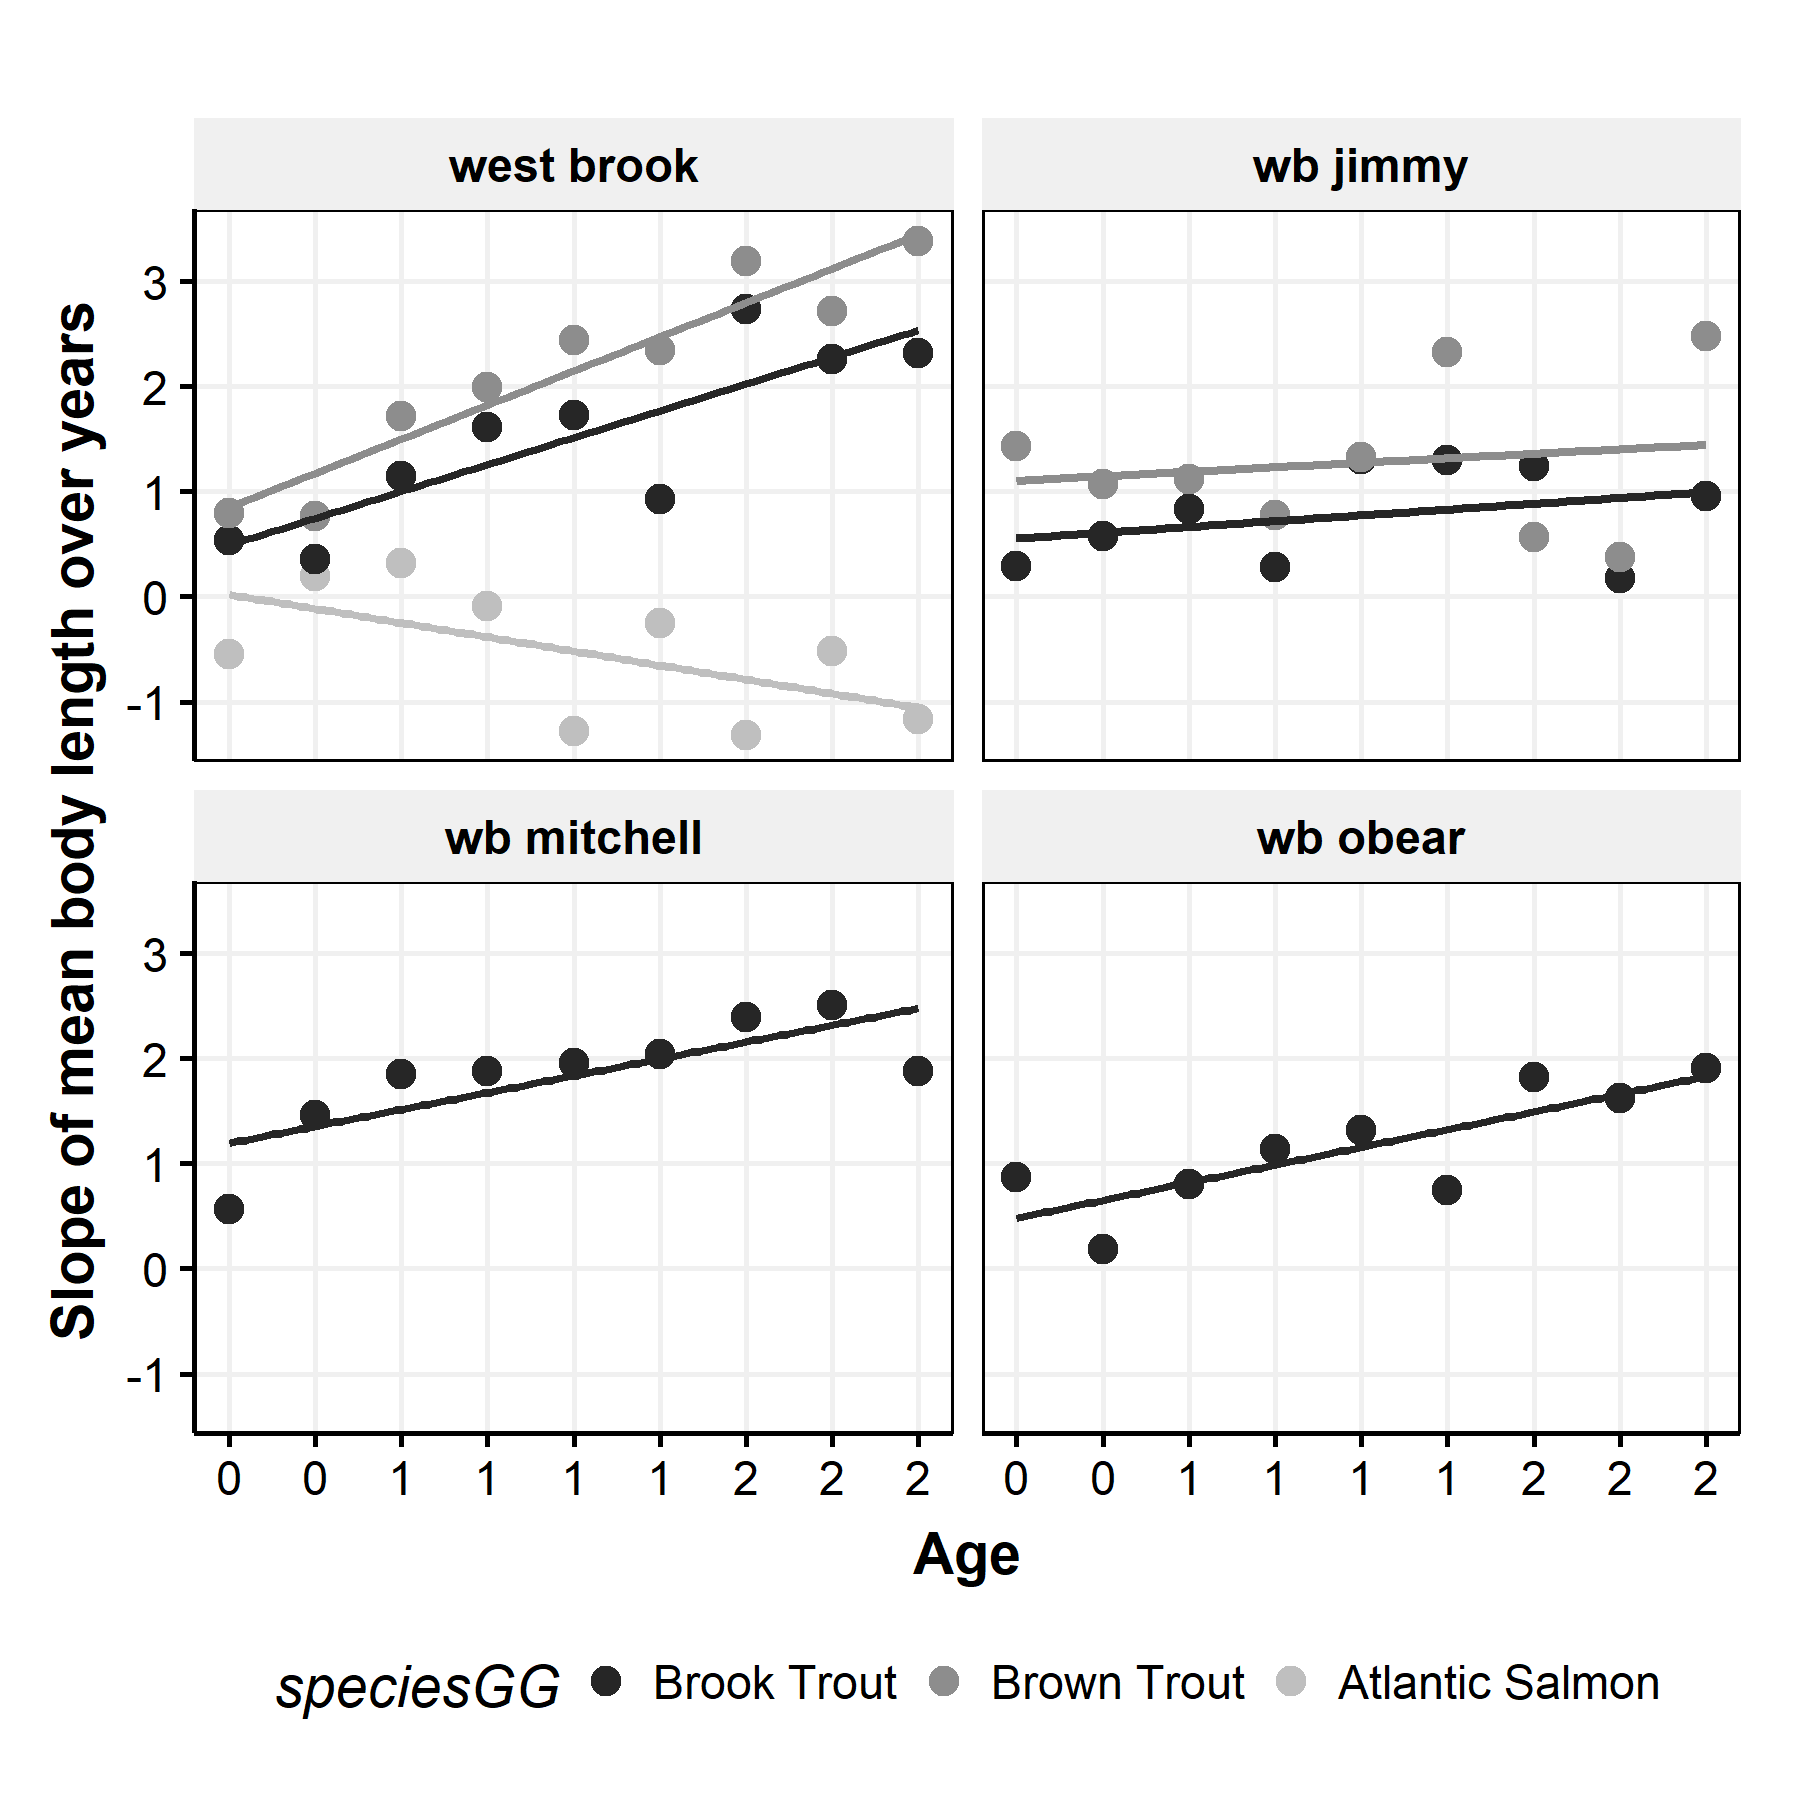 west brook
wb jimmy
3
2
1
0
-1
Slope of mean body length over years
wb mitchell
wb obear
3
2
1
0
-1
0 0 1 1 1 1 2 2 2
0 0 1 1 1 1 2 2 2
Age
speciesGG Brook Trout Brown Trout Atlantic Salmon